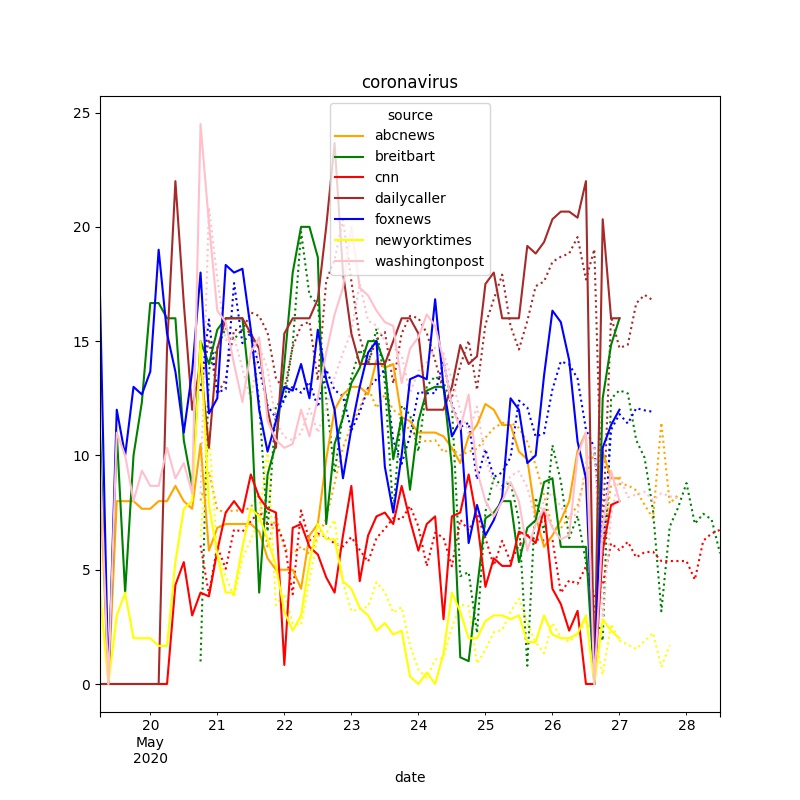 coronavirus
source
abcnews
breitbart
cnn
dailycaller
foxnews
newyorktimes
washingtonpost
25
20
15
10
5
0
20 21 22 23 24 25 26 27 28
May
2020
date